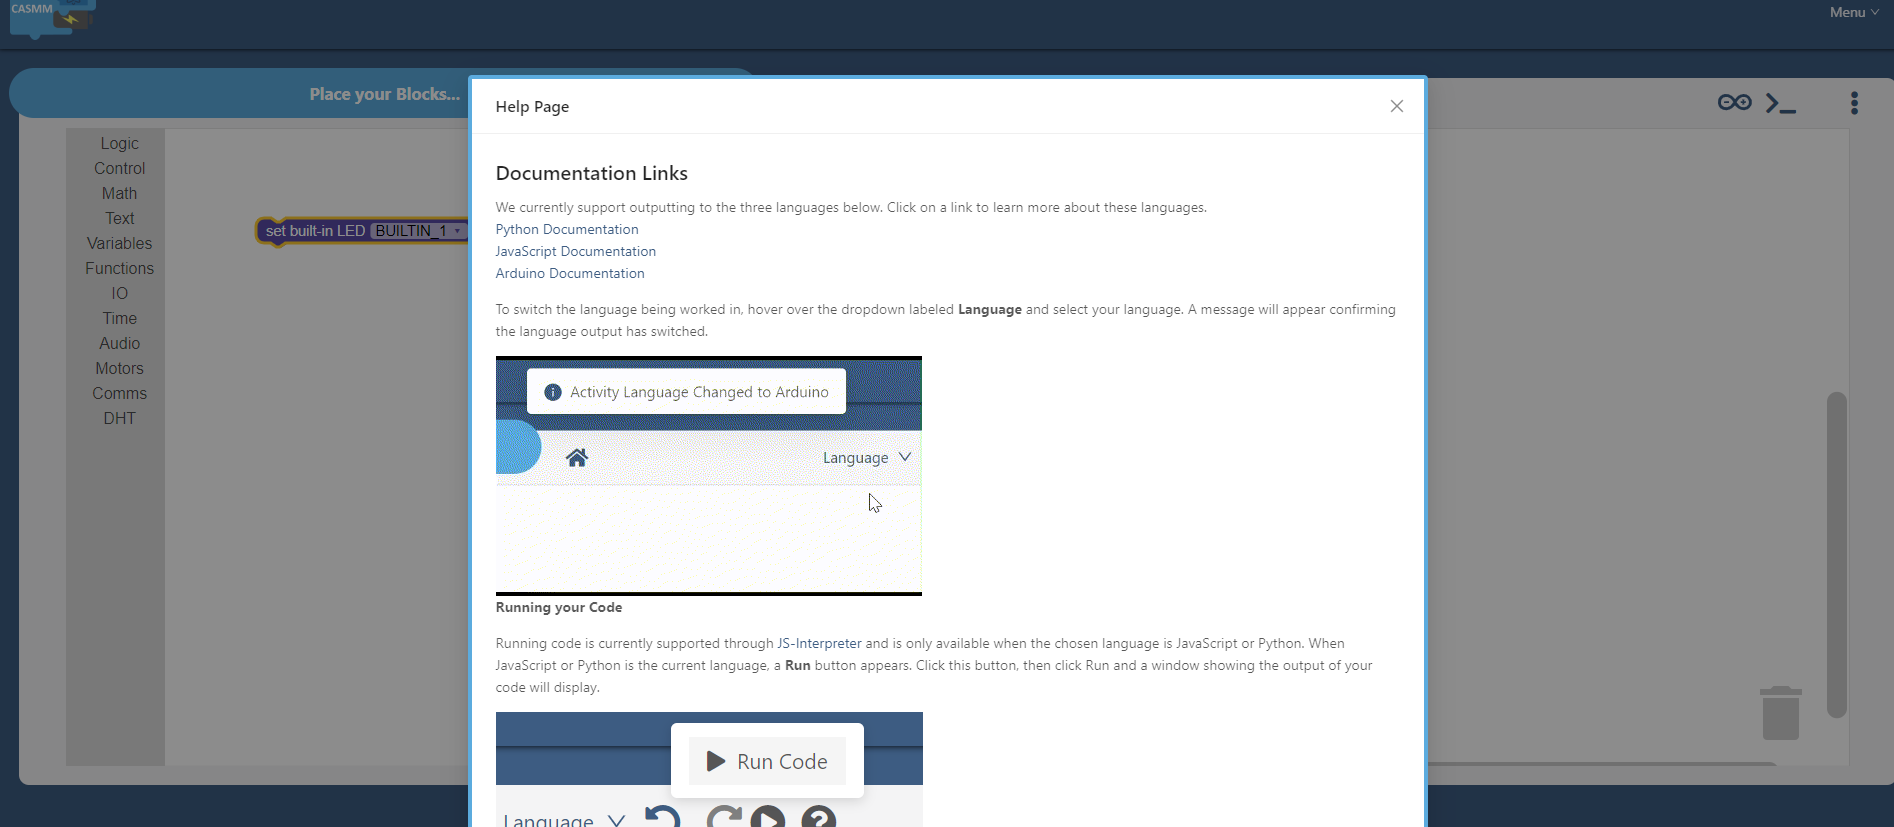 CASMM
Menu
Place your Blocks...
Logic
Control
Math
Text
Variables
Functions
IO
Time
Audio
Motors
Comms
DHT
set built-in LED BUILTIN_1
Help Page
Documentation Links
We currently support outputting to the three languages below. Click on a link to learn more about these languages.
Python Documentation
JavaScript Documentation
Arduino Documentation
To switch the language being worked in, hover over the dropdown labeled Language and select your language. A message will appear confirming
the language output has switched.
Activity Language Changed to Arduino
Language
Running your Code
Running code is currently supported through JS-Interpreter and is only available when the chosen language is JavaScript or Python. When
JavaScript or Python is the current language, a Run button appears. Click this button, then click Run and a window showing the output of your
code will display.
Run Code
Language